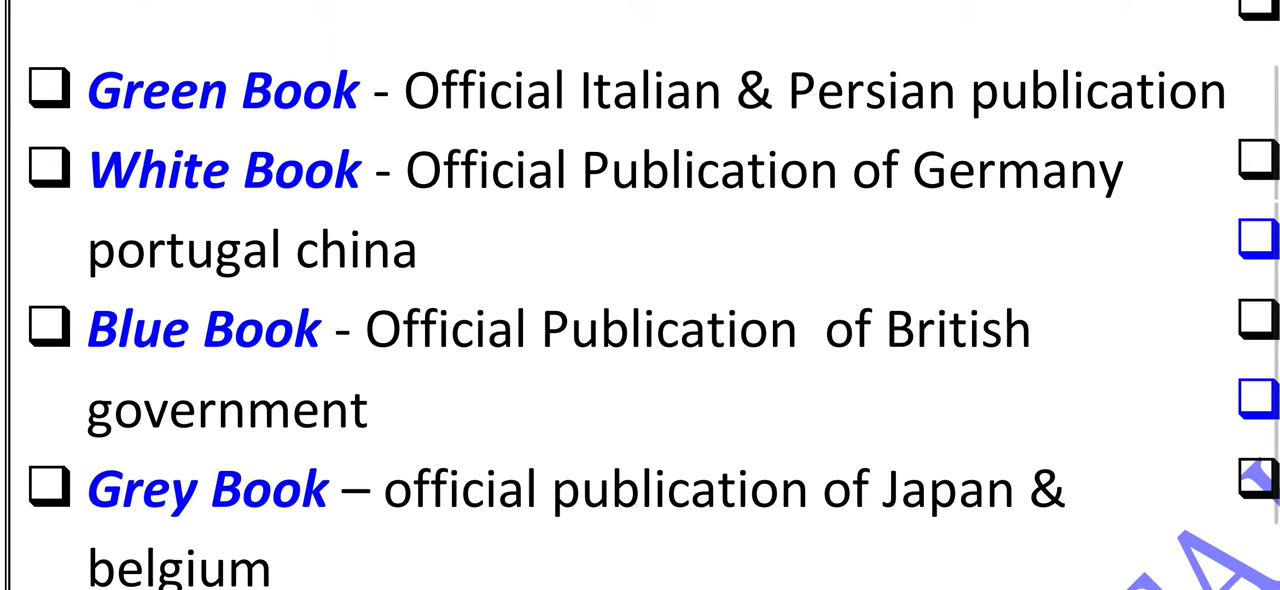 Green Book - Official Italian & Persian publication
White Book - Official Publication of Germany
portugal china
Blue Book - Official Publication of British
government
Grey Book – official publication of Japan &
belgium